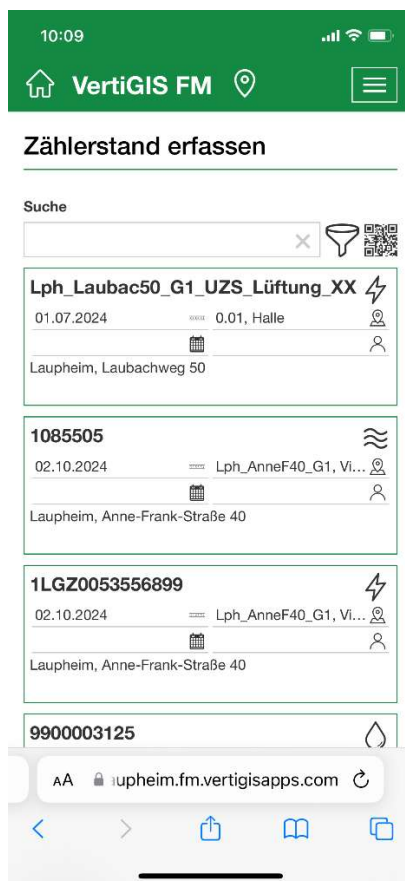 10:09
VertiGIS FM
Zählerstand erfassen
Suche
Lph_Laubac50_G1_UZS_Lüftung_XX
01.07.2024 0.01, Halle
Laupheim, Laubachweg 50
1085505
02.10.2024 Lph_AnneF40_G1, Vi...
Laupheim, Anne-Frank-Straße 40
1LGZ0053556899
02.10.2024 Lph_AnneF40_G1, Vi...
Laupheim, Anne-Frank-Straße 40
9900003125
AA upheim.fm.vertigisapps.com